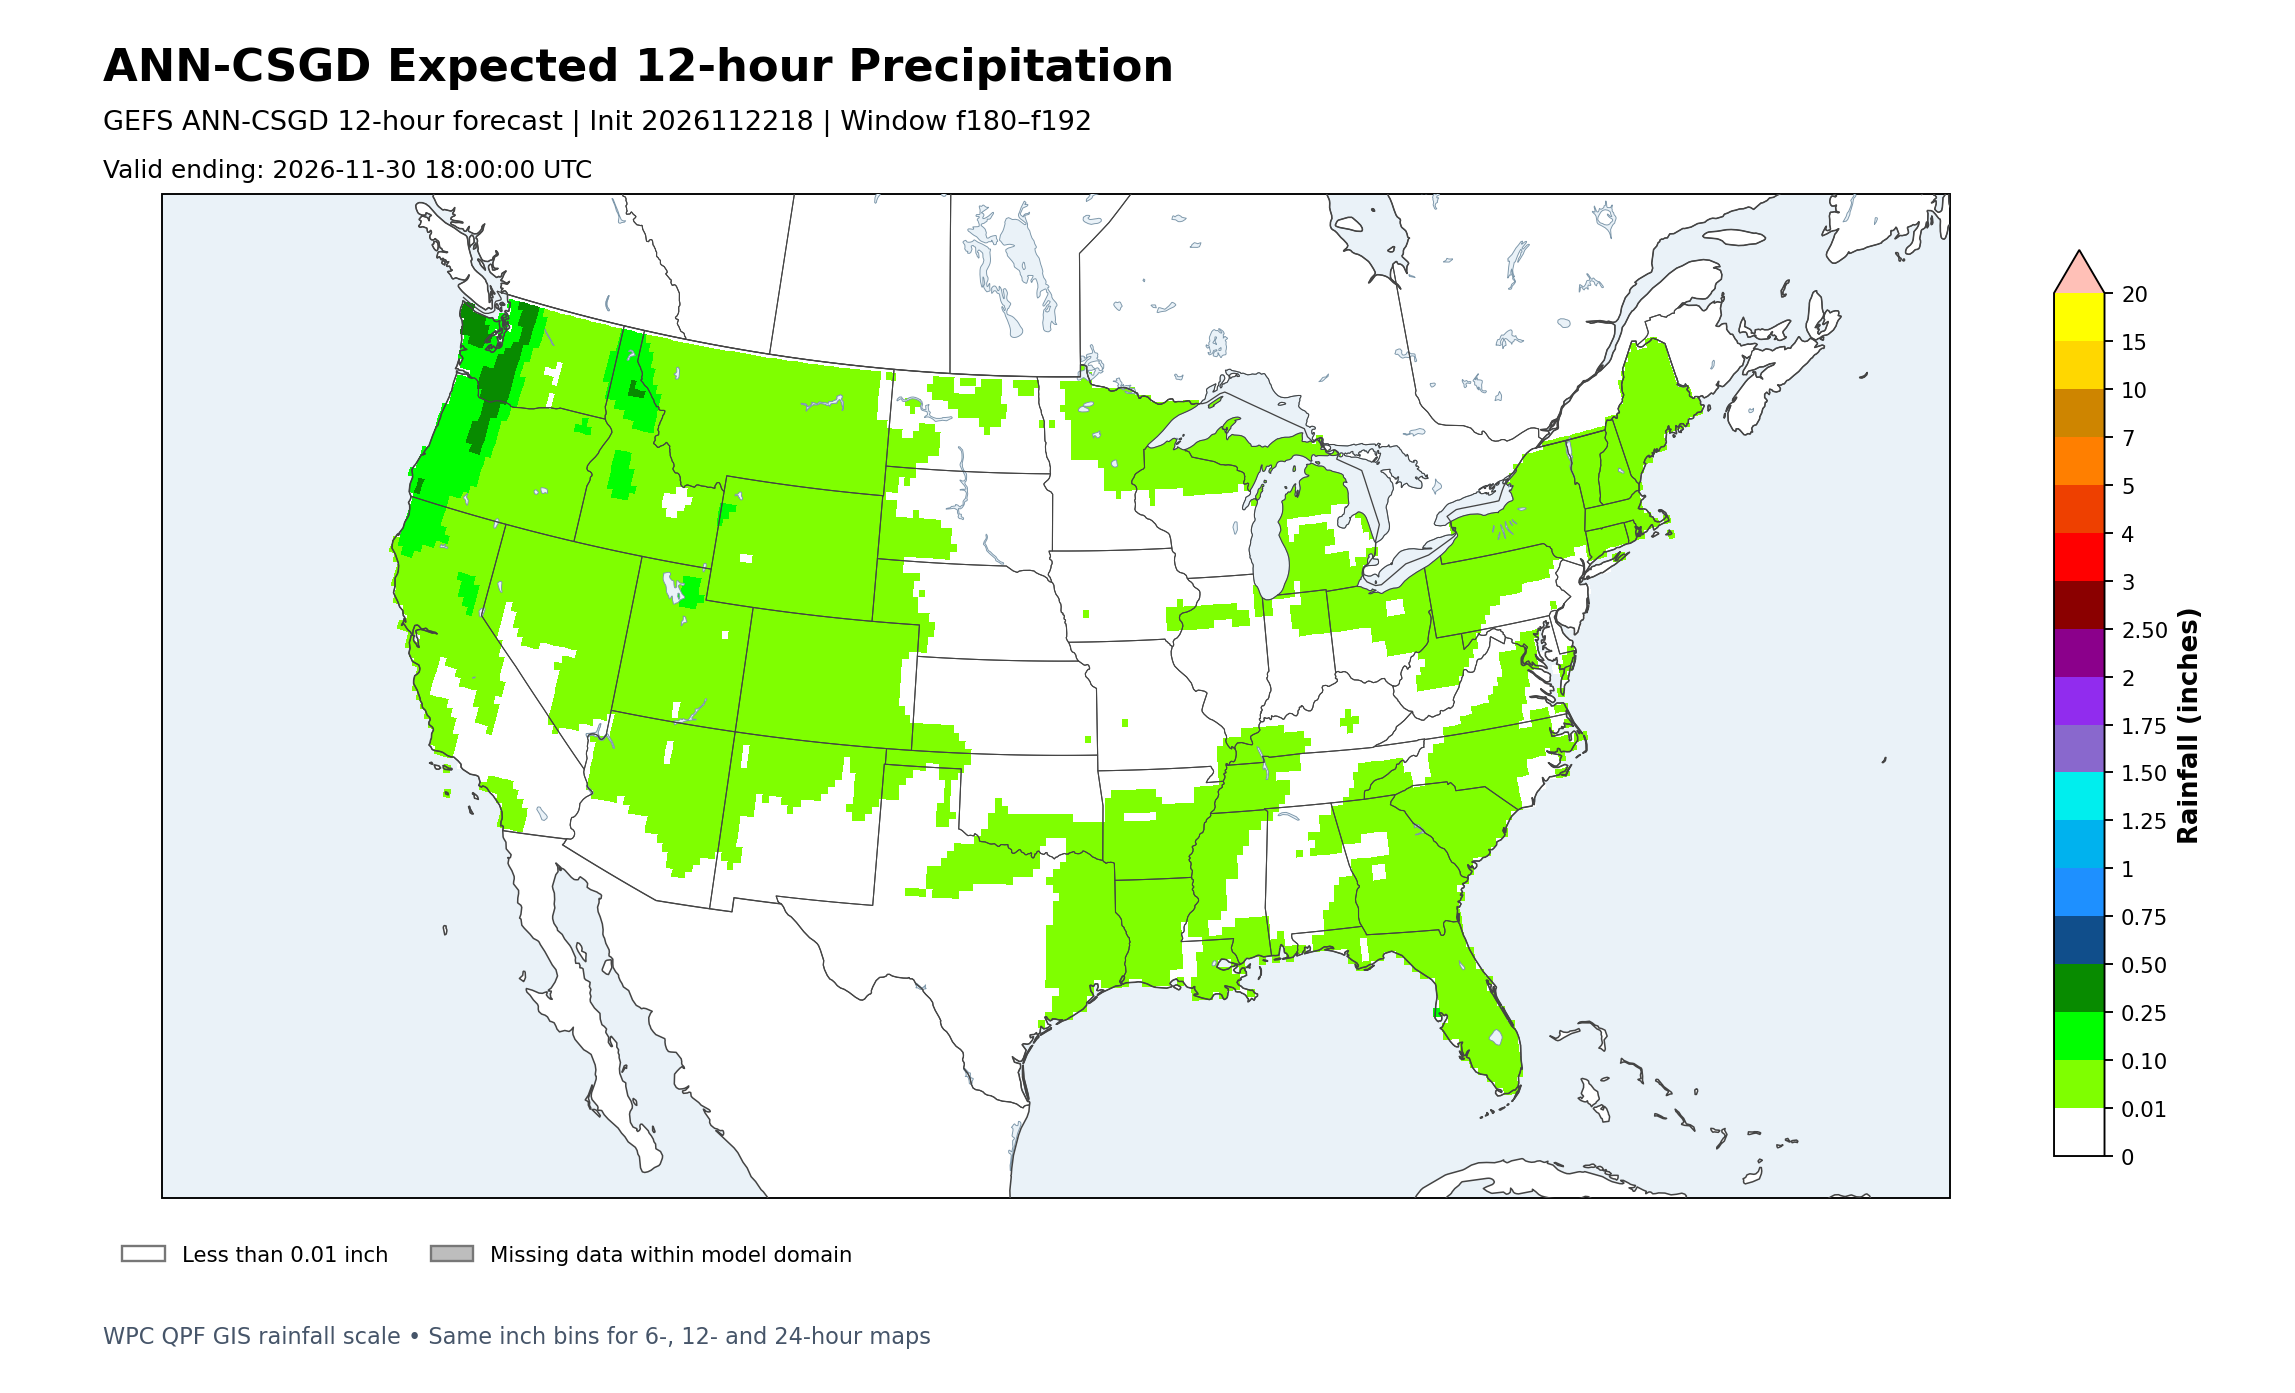 ANN-CSGD Expected 12-hour Precipitation
GEFS ANN-CSGD 12-hour forecast | Init 2026112218 | Window f180–f192
Valid ending: 2026-11-30 18:00:00 UTC
20
15
10
7
5
4
3
2.50
2
1.75
1.50
1.25
1
0.75
0.50
0.25
0.10
0.01
0
Rainfall (inches)
Less than 0.01 inch
Missing data within model domain
WPC QPF GIS rainfall scale • Same inch bins for 6-, 12- and 24-hour maps